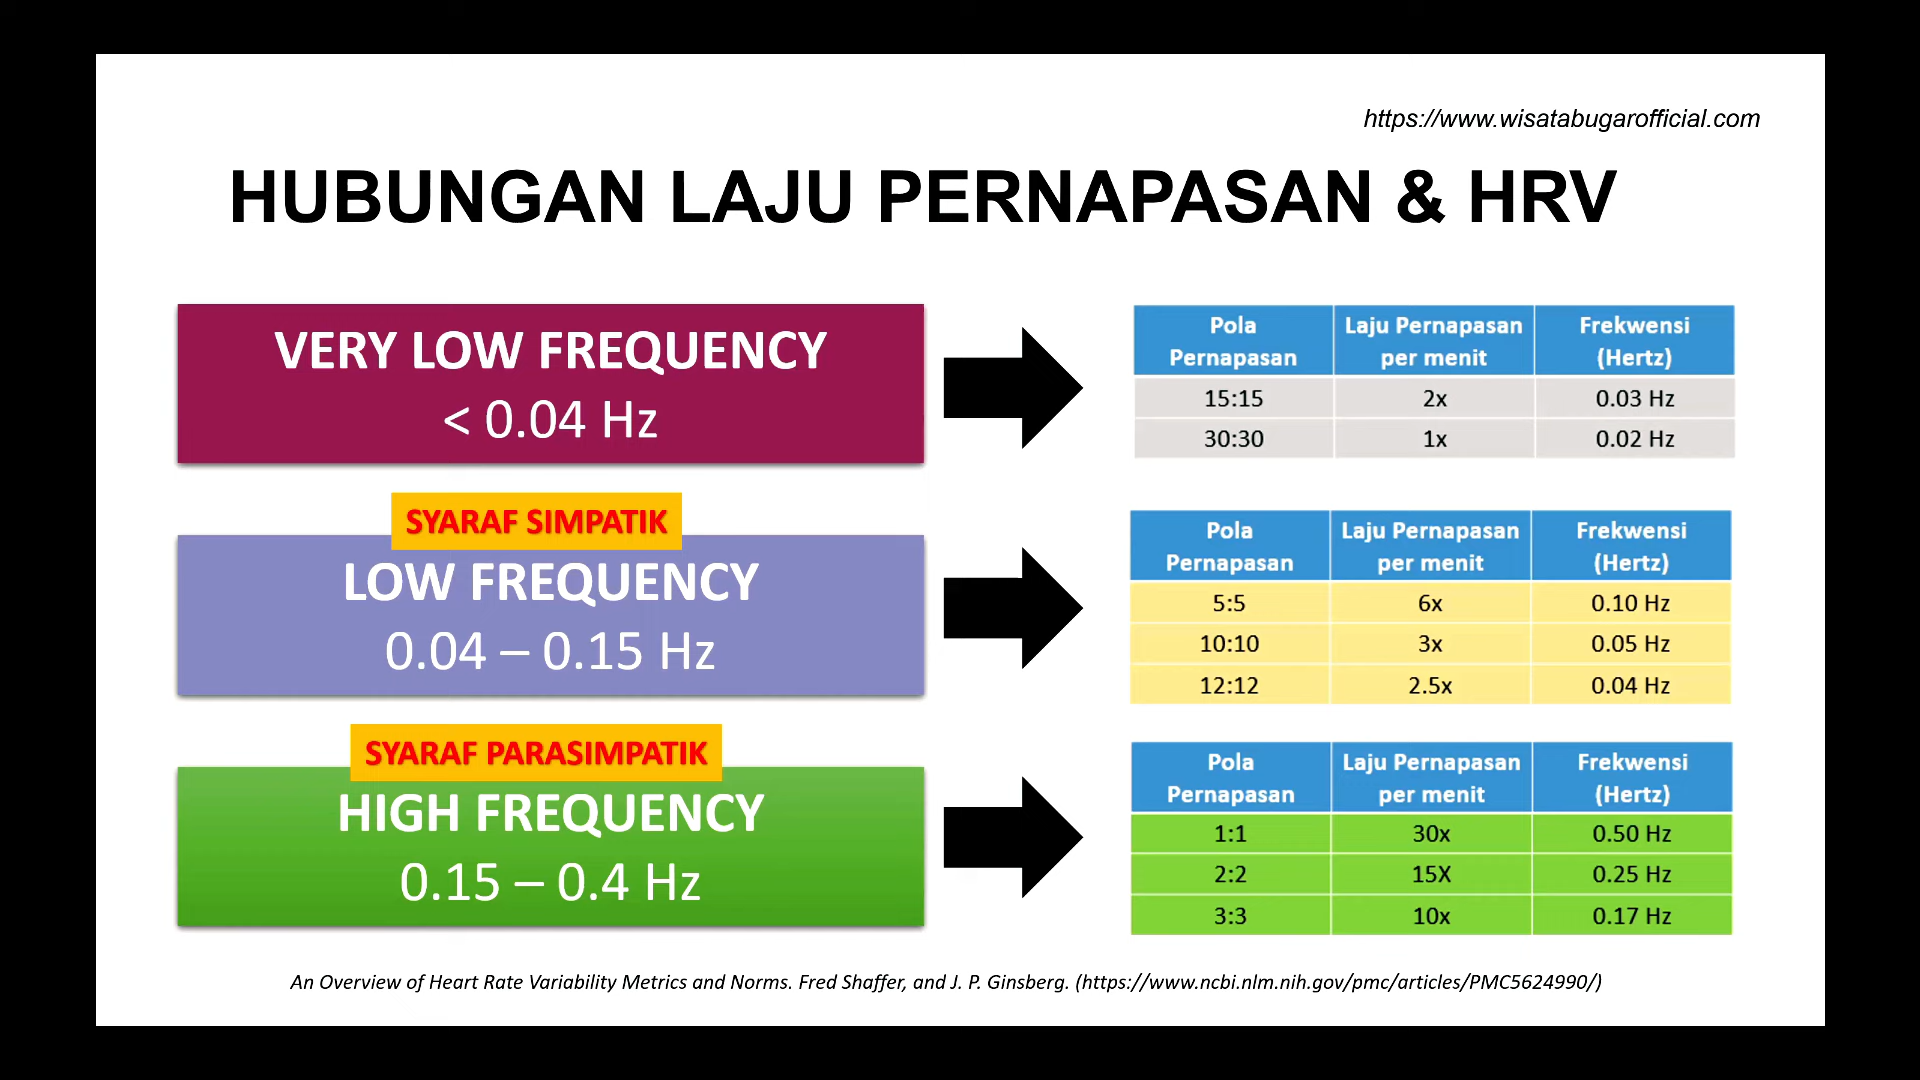 https://www.wisatabugarofficial.com
HUBUNGAN LAJU PERNAPASAN & HRV
VERY LOW FREQUENCY
< 0.04 Hz
Pola Pernapasan Laju Pernapasan per menit Frekwensi (Hertz)
15:15 2x 0.03 Hz
30:30 1x 0.02 Hz
SYARAF SIMPATIK
LOW FREQUENCY
0.04 – 0.15 Hz
Pola Pernapasan Laju Pernapasan per menit Frekwensi (Hertz)
5:5 6x 0.10 Hz
10:10 3x 0.05 Hz
12:12 2.5x 0.04 Hz
SYARAF PARASIMPATIK
HIGH FREQUENCY
0.15 – 0.4 Hz
Pola Pernapasan Laju Pernapasan per menit Frekwensi (Hertz)
1:1 30x 0.50 Hz
2:2 15X 0.25 Hz
3:3 10x 0.17 Hz
An Overview of Heart Rate Variability Metrics and Norms. Fred Shaffer, and J. P. Ginsberg. (https://www.ncbi.nlm.nih.gov/pmc/articles/PMC5624990/)